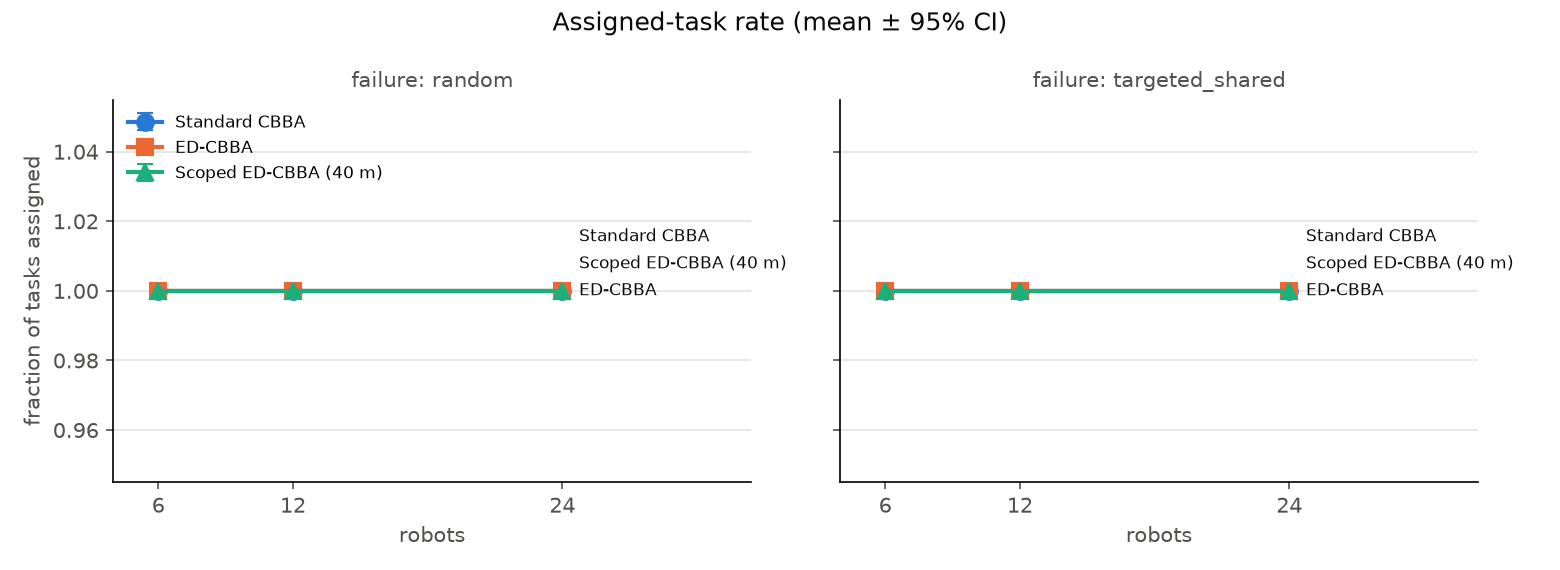 Assigned-task rate (mean ± 95% CI)
failure: random
failure: targeted_shared
Standard CBBA
ED-CBBA
Scoped ED-CBBA (40 m)
fraction of tasks assigned
1.04
1.02
1.00
0.98
0.96
Standard CBBA
Scoped ED-CBBA (40 m)
ED-CBBA
6
12
24
robots
Standard CBBA
Scoped ED-CBBA (40 m)
ED-CBBA
6
12
24
robots